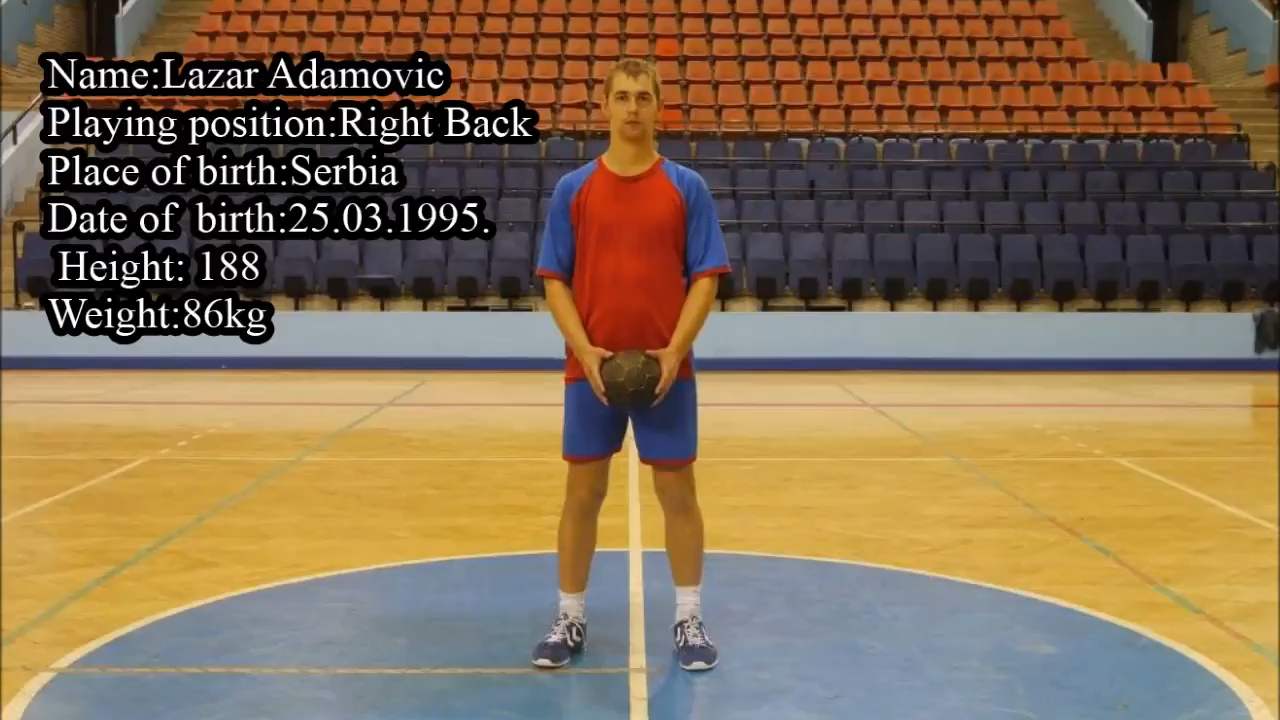 Name:Lazar Adamovic
Playing position:Right Back
Place of birth:Serbia
Date of birth:25.03.1995.
Height: 188
Weight:86kg